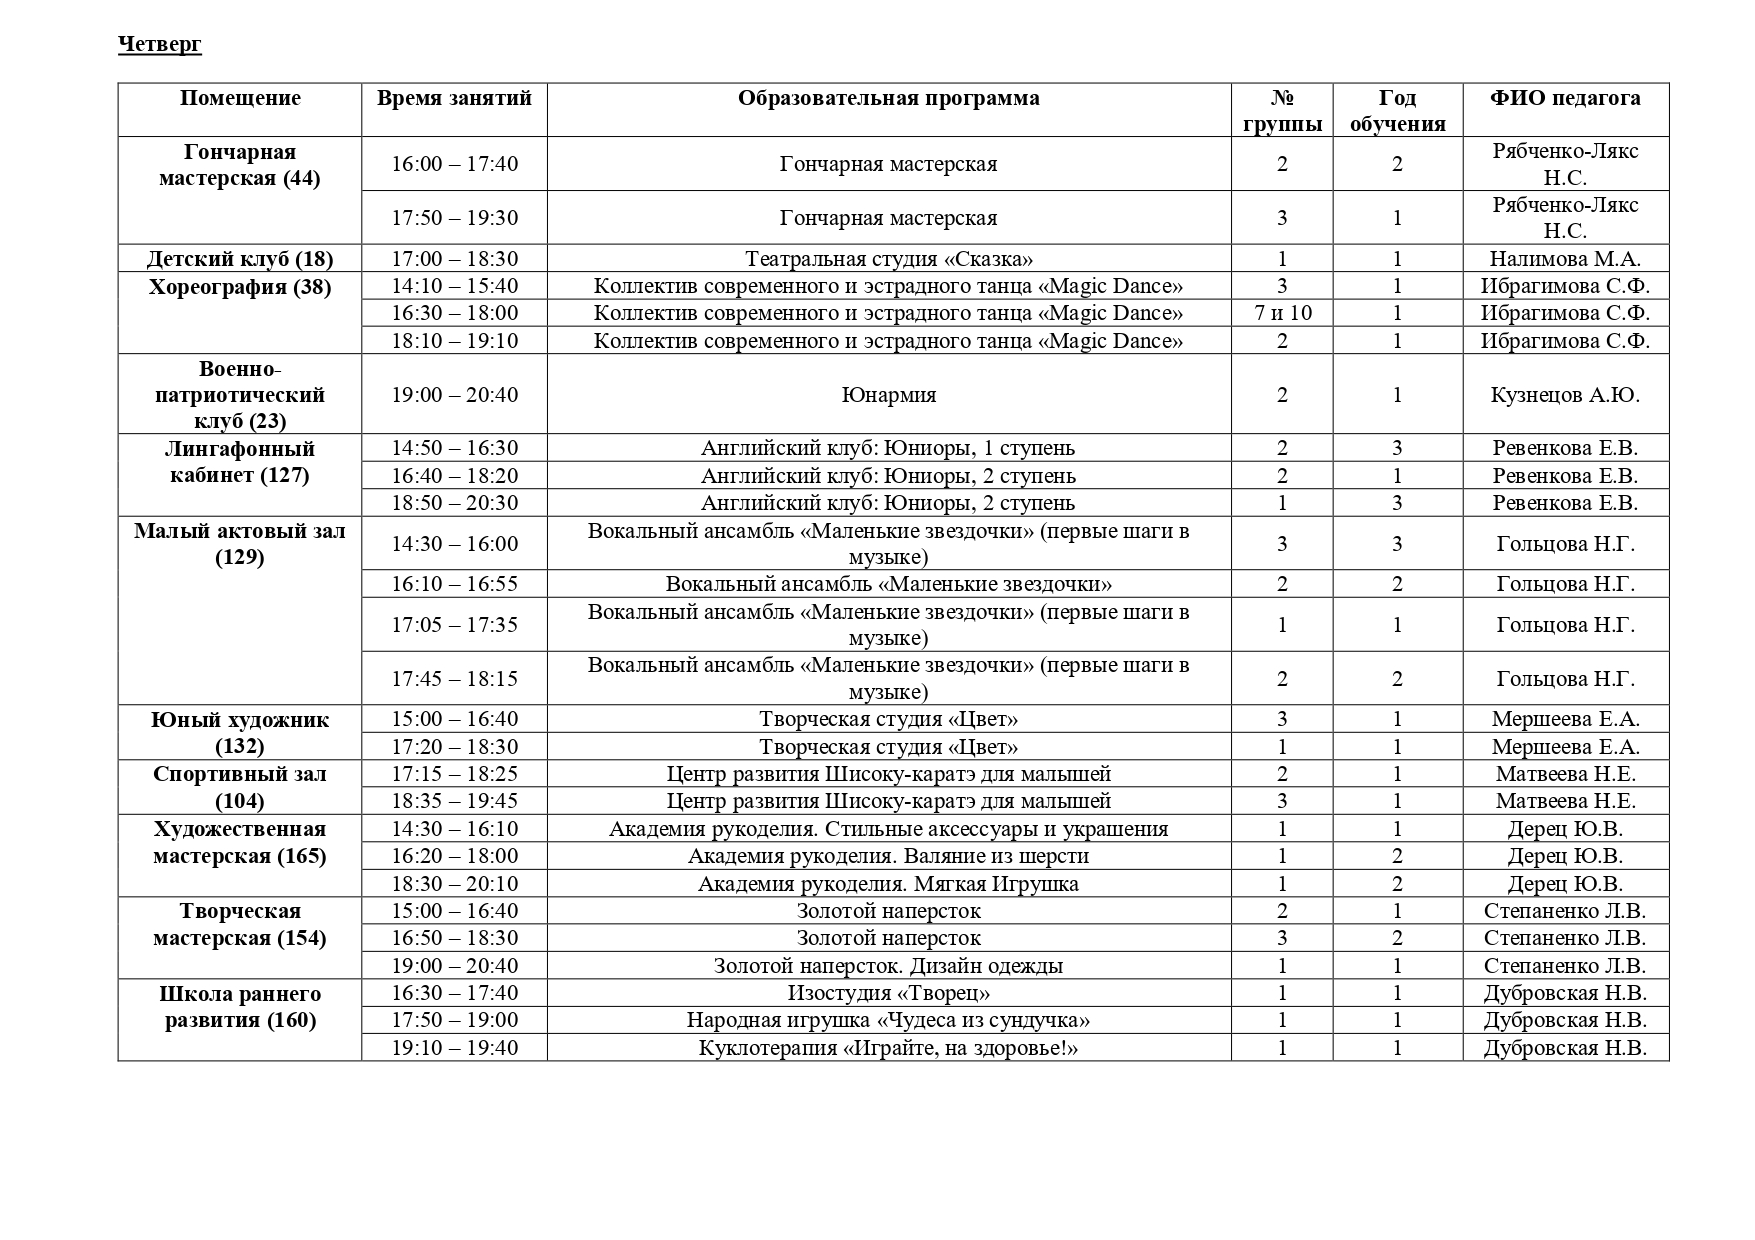 Четверг
Помещение Время занятий Образовательная программа № группы Год обучения ФИО педагога
Гончарная мастерская (44) 16:00 – 17:40 Гончарная мастерская 2 2 Рябченко-Лякс Н.С.
17:50 – 19:30 Гончарная мастерская 3 1 Рябченко-Лякс Н.С.
Детский клуб (18) 17:00 – 18:30 Театральная студия «Сказка» 1 1 Налимова М.А.
Хореография (38) 14:10 – 15:40 Коллектив современного и эстрадного танца «Magic Dance» 3 1 Ибрагимова С.Ф.
16:30 – 18:00 Коллектив современного и эстрадного танца «Magic Dance» 7 и 10 1 Ибрагимова С.Ф.
18:10 – 19:10 Коллектив современного и эстрадного танца «Magic Dance» 2 1 Ибрагимова С.Ф.
Военно-патриотический клуб (23) 19:00 – 20:40 Юнармия 2 1 Кузнецов А.Ю.
Лингафонный кабинет (127) 14:50 – 16:30 Английский клуб: Юниоры, 1 ступень 2 3 Ревенкова Е.В.
16:40 – 18:20 Английский клуб: Юниоры, 2 ступень 2 1 Ревенкова Е.В.
18:50 – 20:30 Английский клуб: Юниоры, 2 ступень 1 3 Ревенкова Е.В.
Малый актовый зал (129) 14:30 – 16:00 Вокальный ансамбль «Маленькие звездочки» (первые шаги в музыке) 3 3 Гольцова Н.Г.
16:10 – 16:55 Вокальный ансамбль «Маленькие звездочки» 2 2 Гольцова Н.Г.
17:05 – 17:35 Вокальный ансамбль «Маленькие звездочки» (первые шаги в музыке) 1 1 Гольцова Н.Г.
17:45 – 18:15 Вокальный ансамбль «Маленькие звездочки» (первые шаги в музыке) 2 2 Гольцова Н.Г.
Юный художник (132) 15:00 – 16:40 Творческая студия «Цвет» 3 1 Мершеева Е.А.
17:20 – 18:30 Творческая студия «Цвет» 1 1 Мершеева Е.А.
Спортивный зал (104) 17:15 – 18:25 Центр развития Шисоку-каратэ для малышей 2 1 Матвеева Н.Е.
18:35 – 19:45 Центр развития Шисоку-каратэ для малышей 3 1 Матвеева Н.Е.
Художественная мастерская (165) 14:30 – 16:10 Академия рукоделия. Стильные аксессуары и украшения 1 1 Дерец Ю.В.
16:20 – 18:00 Академия рукоделия. Валяние из шерсти 1 2 Дерец Ю.В.
18:30 – 20:10 Академия рукоделия. Мягкая Игрушка 1 2 Дерец Ю.В.
Творческая мастерская (154) 15:00 – 16:40 Золотой наперсток 2 1 Степаненко Л.В.
16:50 – 18:30 Золотой наперсток 3 2 Степаненко Л.В.
19:00 – 20:40 Золотой наперсток. Дизайн одежды 1 1 Степаненко Л.В.
Школа раннего развития (160) 16:30 – 17:40 Изостудия «Творец» 1 1 Дубровская Н.В.
17:50 – 19:00 Народная игрушка «Чудеса из сундучка» 1 1 Дубровская Н.В.
19:10 – 19:40 Куклотерапия «Играйте, на здоровье!» 1 1 Дубровская Н.В.